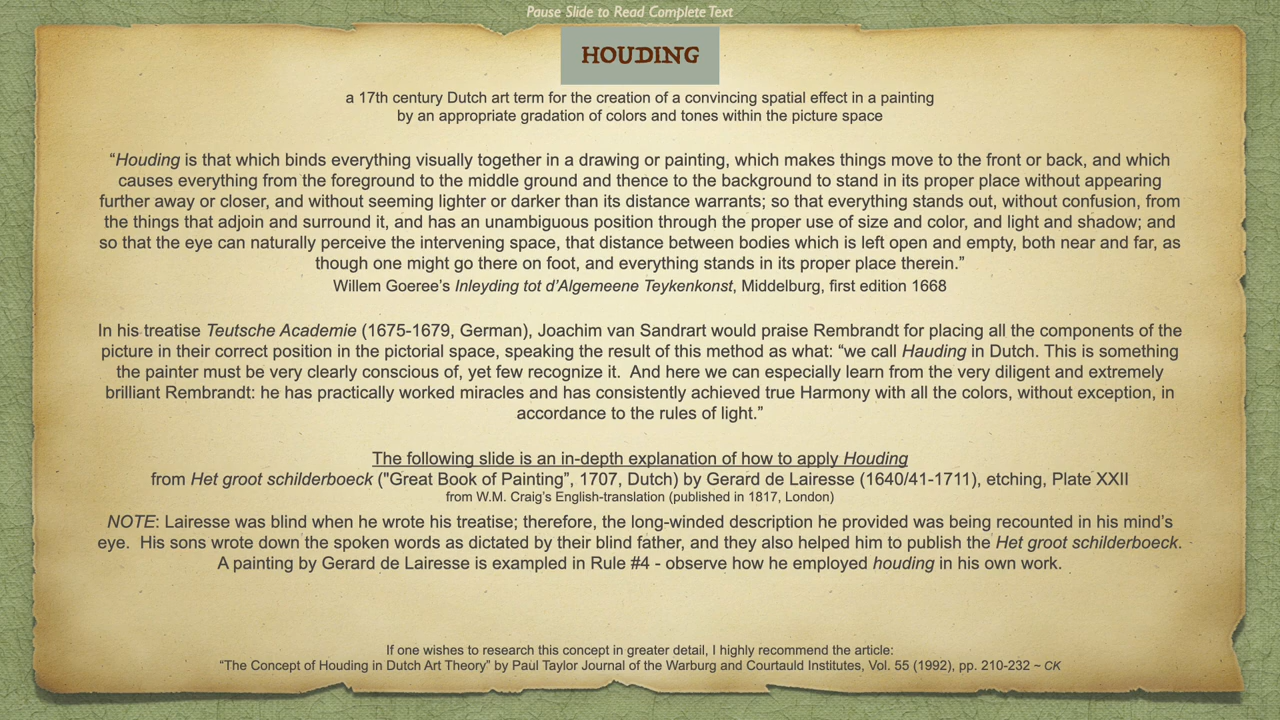 Pause Slide to Read Complete Text
HOUDING
a 17th century Dutch art term for the creation of a convincing spatial effect in a painting
by an appropriate gradation of colors and tones within the picture space
“Houding is that which binds everything visually together in a drawing or painting, which makes things move to the front or back, and which
causes everything from the foreground to the middle ground and thence to the background to stand in its proper place without appearing
further away or closer, and without seeming lighter or darker than its distance warrants; so that everything stands out, without confusion, from
the things that adjoin and surround it, and has an unambiguous position through the proper use of size and color, and light and shadow; and
so that the eye can naturally perceive the intervening space, that distance between bodies which is left open and empty, both near and far, as
though one might go there on foot, and everything stands in its proper place therein.”
Willem Goeree’s Inleyding tot d’Algemeene Teykenkonst, Middelburg, first edition 1668
In his treatise Teutsche Academie (1675-1679, German), Joachim van Sandrart would praise Rembrandt for placing all the components of the
picture in their correct position in the pictorial space, speaking the result of this method as what: “we call Hauding in Dutch. This is something
the painter must be very clearly conscious of, yet few recognize it.  And here we can especially learn from the very diligent and extremely
brilliant Rembrandt: he has practically worked miracles and has consistently achieved true Harmony with all the colors, without exception, in
accordance to the rules of light.”
The following slide is an in-depth explanation of how to apply Houding
from Het groot schilderboeck ("Great Book of Painting”, 1707, Dutch) by Gerard de Lairesse (1640/41-1711), etching, Plate XXII
from W.M. Craig’s English-translation (published in 1817, London)
NOTE: Lairesse was blind when he wrote his treatise; therefore, the long-winded description he provided was being recounted in his mind’s
eye.  His sons wrote down the spoken words as dictated by their blind father, and they also helped him to publish the Het groot schilderboeck.
A painting by Gerard de Lairesse is exampled in Rule #4 - observe how he employed houding in his own work.
If one wishes to research this concept in greater detail, I highly recommend the article:
“The Concept of Houding in Dutch Art Theory” by Paul Taylor Journal of the Warburg and Courtauld Institutes, Vol. 55 (1992), pp. 210-232 ~ CK